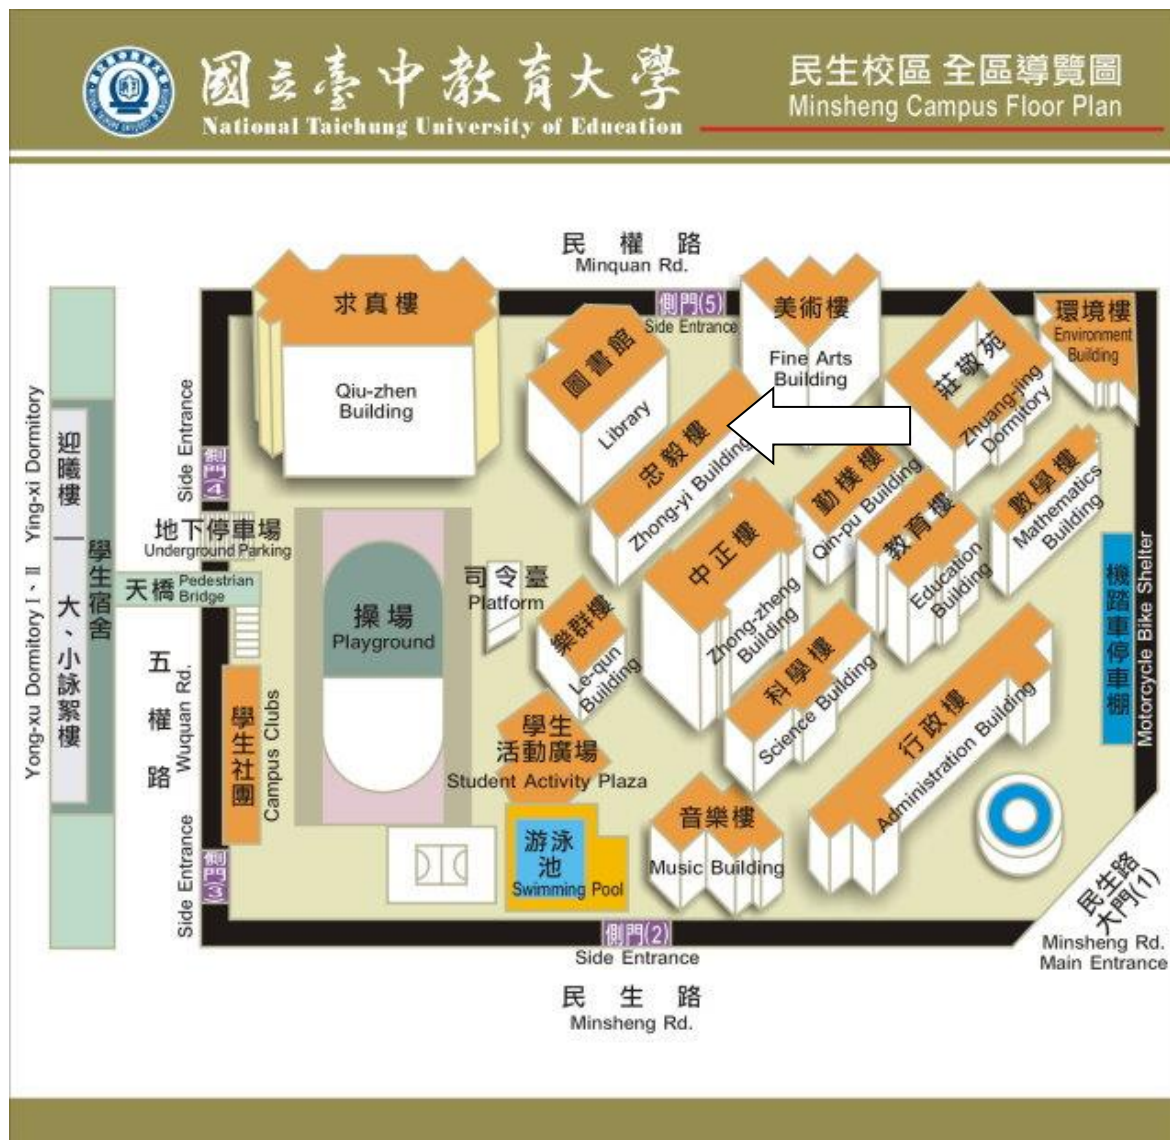 國立臺中教育大學
National Taichung University of Education
民生校區 全區導覽圖
Minsheng Campus Floor Plan
民權路
Minquan Rd.
求真樓
Qiu-zhen
Building
圖書館
Library
側門(5)
Side Entrance
美術樓
Fine Arts
Building
莊敬苑
Zhuang-jing
Dormitory
環境樓
Environment
Building
忠毅樓
Zhong-yi Building
勤樸樓
Qin-pu Building
教育樓
Education
Building
數學樓
Mathematics
Building
中正樓
Zhong-zheng
Building
Side Entrance
側門(4)
地下停車場
Underground Parking
天橋
Pedestrian
Bridge
迎曦樓
Ying-xi Dormitory
學生宿舍
大、小詠絮樓
Yong-xu Dormitory I、II
五權路
Wuquan Rd.
操場
Playground
司令臺
Platform
樂群樓
Le-qun
Building
科學樓
Science Building
行政樓
Administration Building
機踏車停車棚
Motorcycle Bike Shelter
學生社團
Campus Clubs
學生
活動廣場
Student Activity Plaza
游泳
池
Swimming Pool
音樂樓
Music Building
Side Entrance
側門(3)
側門(2)
Side Entrance
民生路
大門(1)
Minsheng Rd.
Main Entrance
民生路
Minsheng Rd.